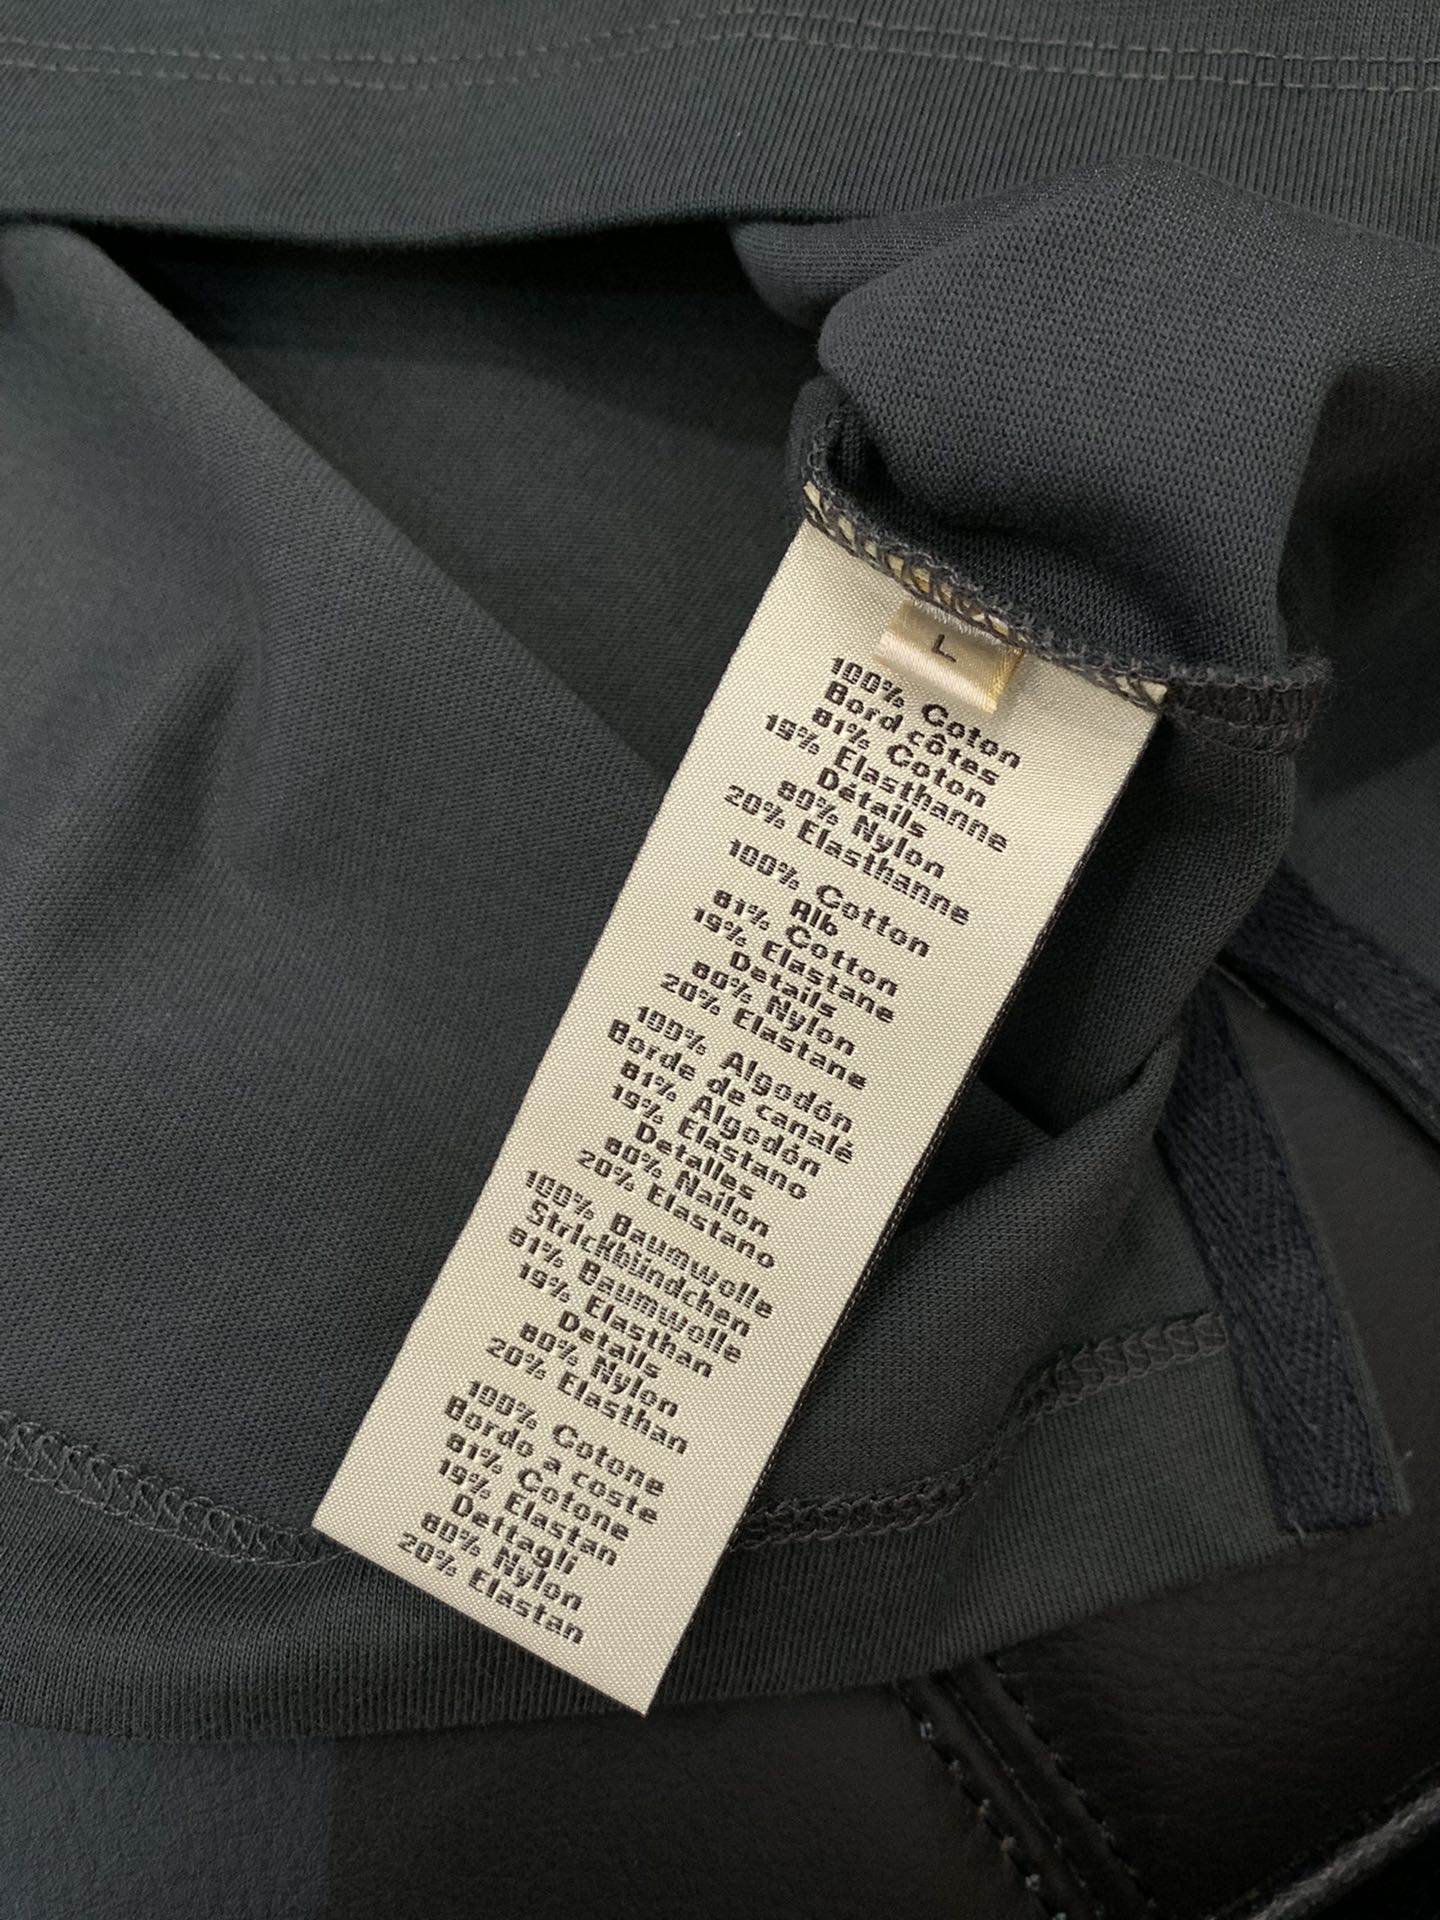 L
100% Coton
Bord côtes
81% Coton
19% Elasthanne
Détails
80% Nylon
20% Elasthanne
100% Cotton
Rib
81% Cotton
19% Elastane
Details
80% Nylon
20% Elastane
100% Algodón
Borde de canalé
81% Algodón
19% Elastano
Detalles
80% Nailon
20% Elastano
100% Baumwolle
Strickbündchen
81% Baumwolle
19% Elasthan
Details
80% Nylon
20% Elasthan
100% Cotone
Bordo a coste
81% Cotone
19% Elastan
Dettagli
80% Nylon
20% Elastan